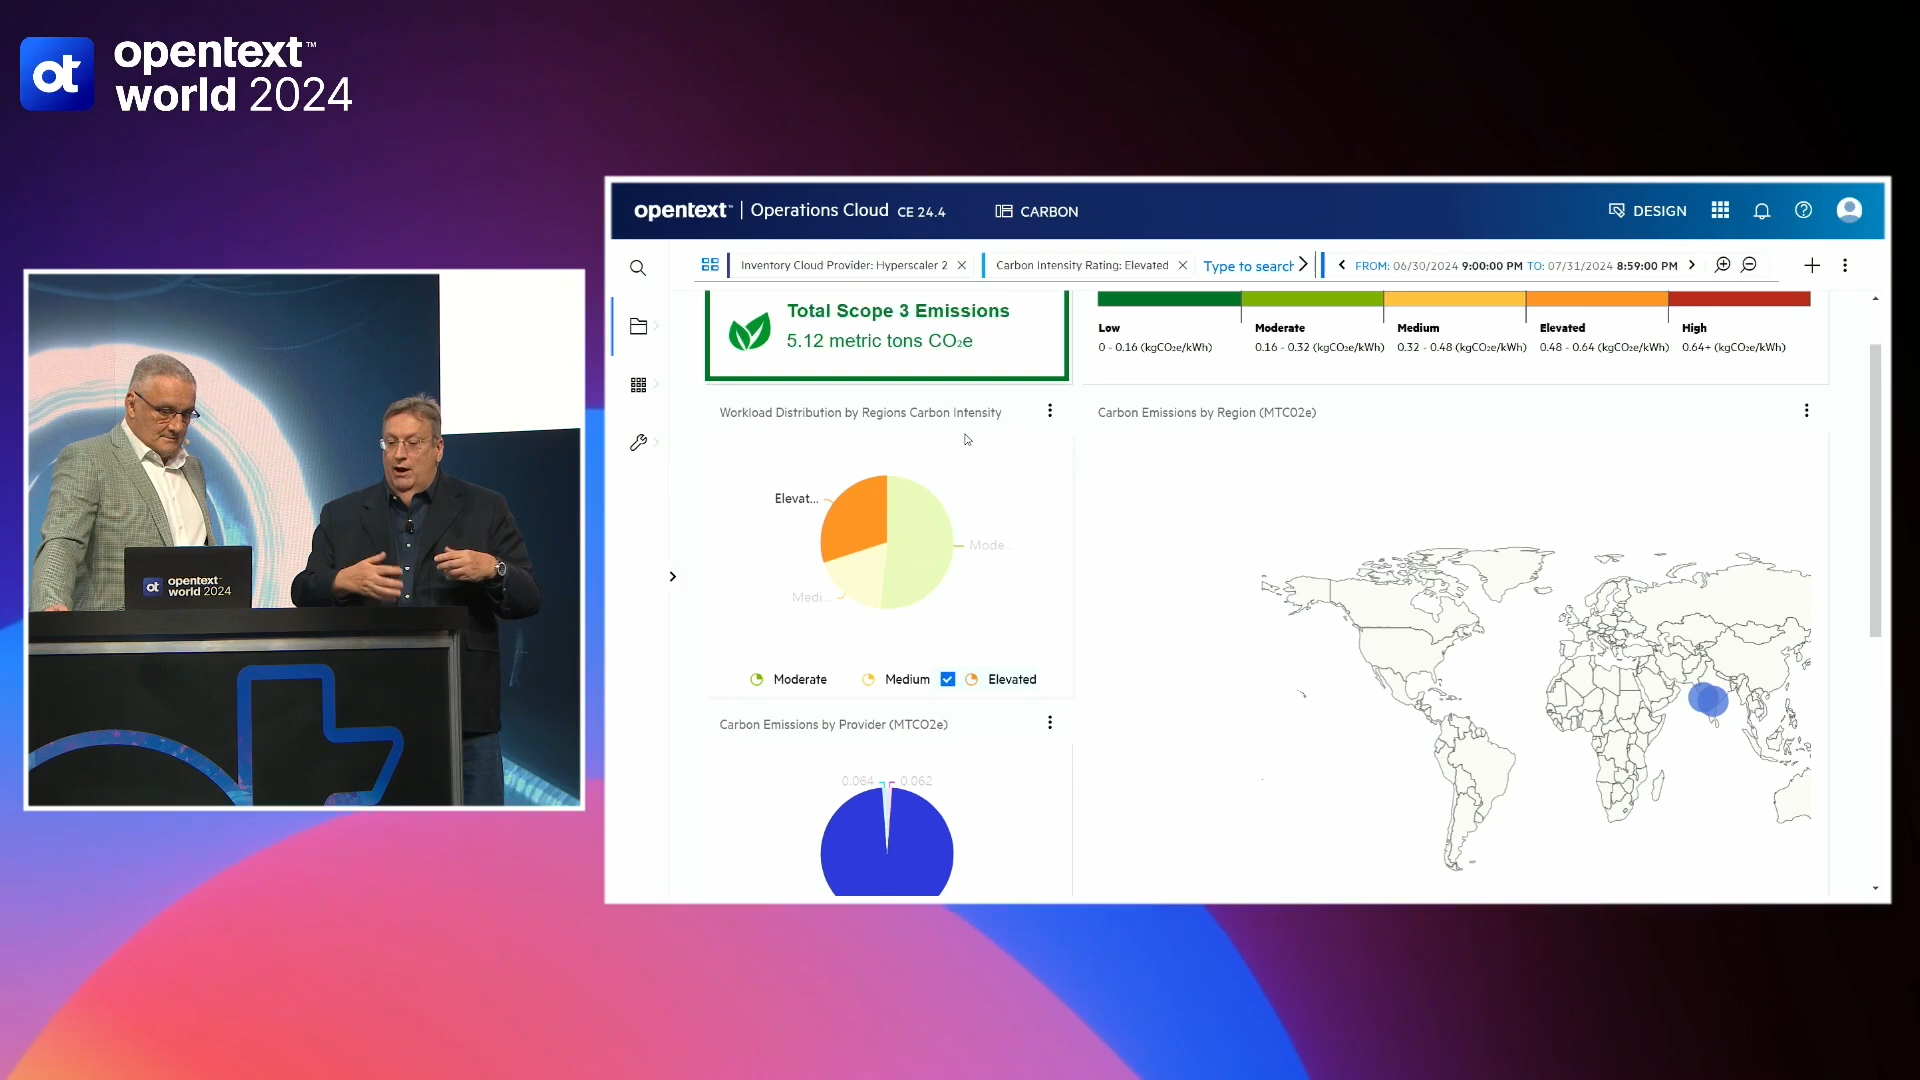 opentext™
world 2024
opentext™ | Operations Cloud CE 24.4
CARBON
DESIGN
Inventory Cloud Provider: Hyperscaler 2
Carbon Intensity Rating: Elevated
Type to search
FROM: 06/30/2024 9:00:00 PM TO: 07/31/2024 8:59:00 PM
Total Scope 3 Emissions
5.12 metric tons CO₂e
Low
0 - 0.16 (kgCO₂e/kWh)
Moderate
0.16 - 0.32 (kgCO₂e/kWh)
Medium
0.32 - 0.48 (kgCO₂e/kWh)
Elevated
0.48 - 0.64 (kgCO₂e/kWh)
High
0.64+ (kgCO₂e/kWh)
Workload Distribution by Regions Carbon Intensity
Elevat...
Mode...
Medi...
Moderate
Medium
Elevated
Carbon Emissions by Region (MTC02e)
Carbon Emissions by Provider (MTCO2e)
0.064
0.062
opentext™
world 2024